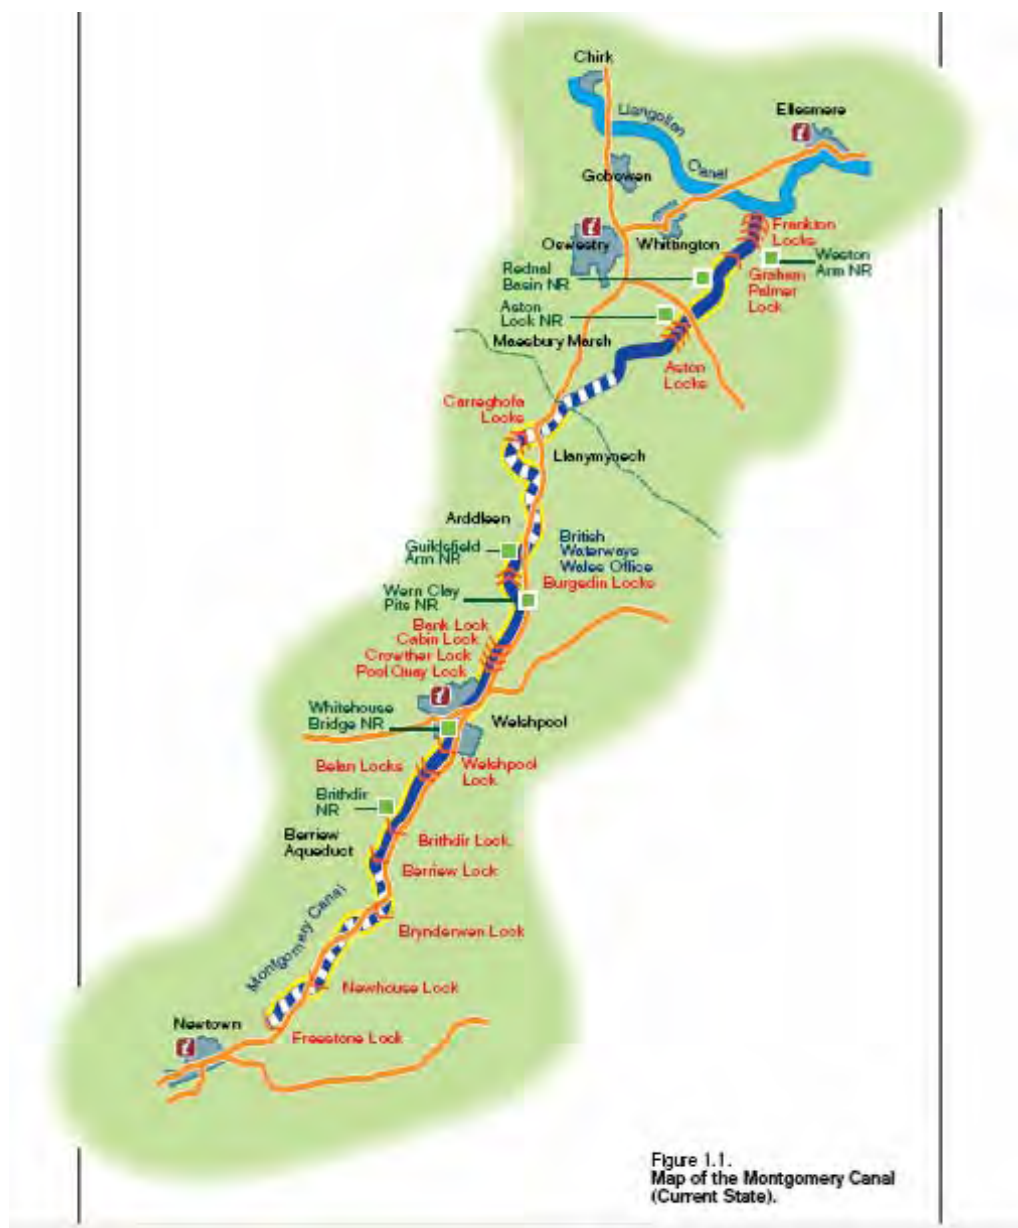 Chirk
Llangollen
Canal
Ellesmere
Gobowen
Oswestry
Whittington
Frankton
Locks
Weston
Arm NR
Rednal
Basin NR
Graham
Palmer
Lock
Aston
Lock NR
Maesbury Marsh
Aston
Locks
Carreghofa
Locks
Llanymynech
Arddleen
British
Waterways
Wales Office
Guildsfield
Arm NR
Burgedin Locks
Wern Clay
Pits NR
Bank Lock
Cabin Lock
Crowther Lock
Pool Quay Lock
Whitehouse
Bridge NR
Welshpool
Belan Locks
Welshpool
Lock
Brithdir
NR
Berriew
Aqueduct
Brithdir Lock
Berriew Lock
Montgomery Canal
Brynderwen Lock
Newhouse Lock
Newtown
Freestone Lock
Figure 1.1.
Map of the Montgomery Canal
(Current State).